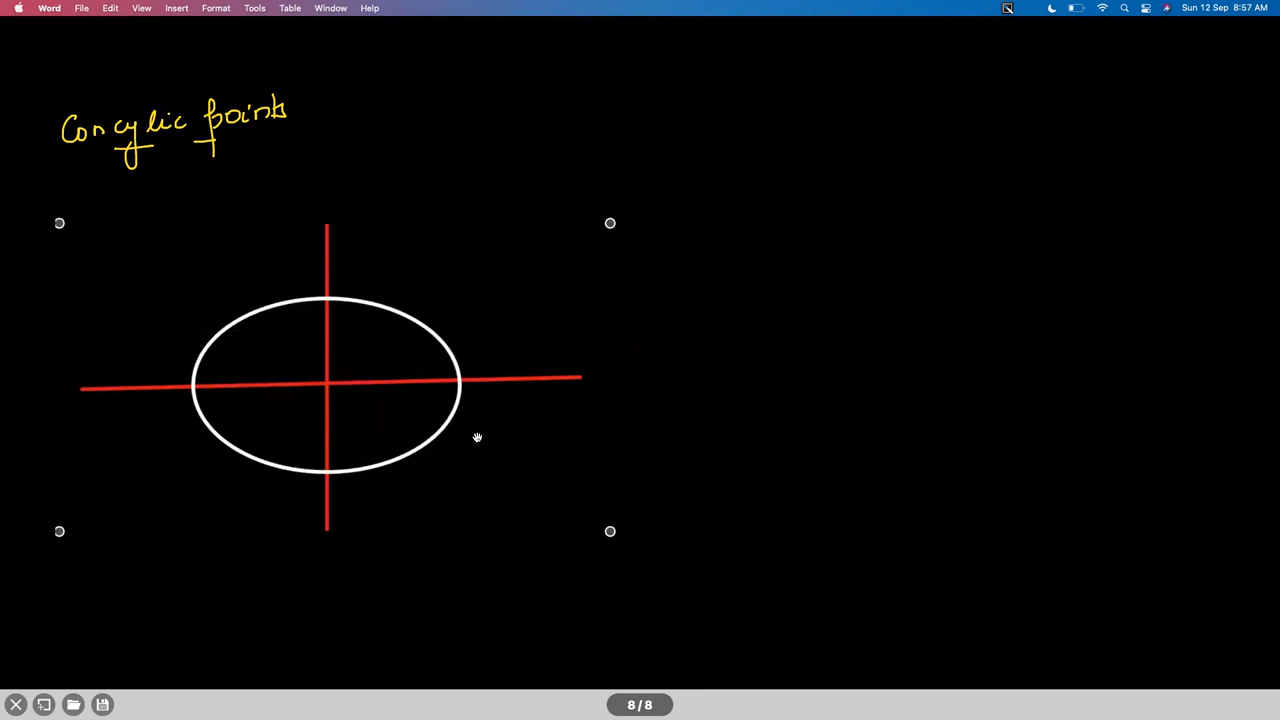 Word File Edit View Insert Format Tools Table Window Help Sun 12 Sep 8:57 AM
Concylic points
8/8